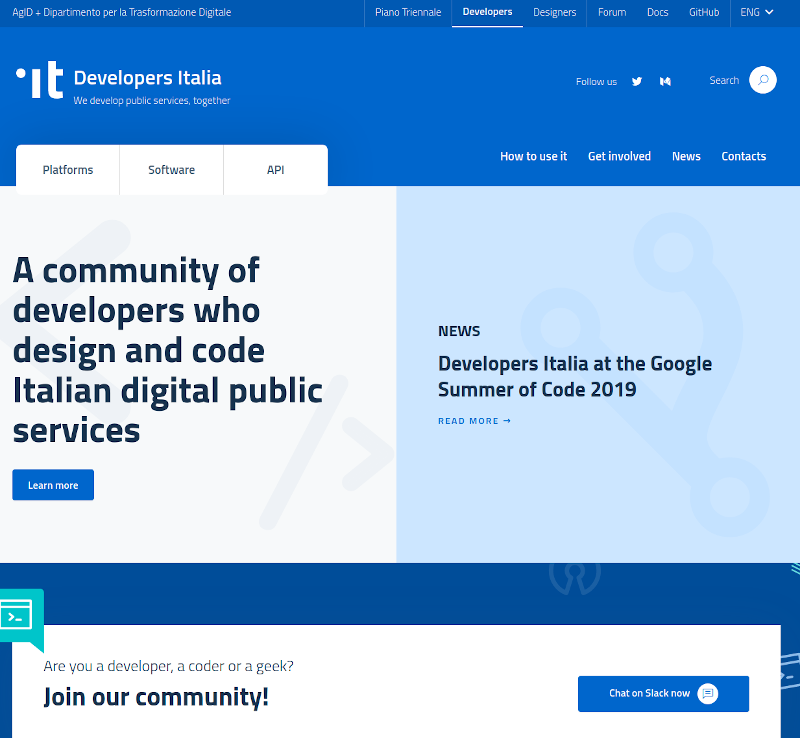 AgID + Dipartimento per la Trasformazione Digitale
Piano Triennale
Developers
Designers
Forum
Docs
GitHub
ENG
it
Developers Italia
We develop public services, together
Follow us
Search
Platforms
Software
API
How to use it
Get involved
News
Contacts
A community of
developers who
design and code
Italian digital public
services
Learn more
NEWS
Developers Italia at the Google
Summer of Code 2019
READ MORE →
Are you a developer, a coder or a geek?
Join our community!
Chat on Slack now